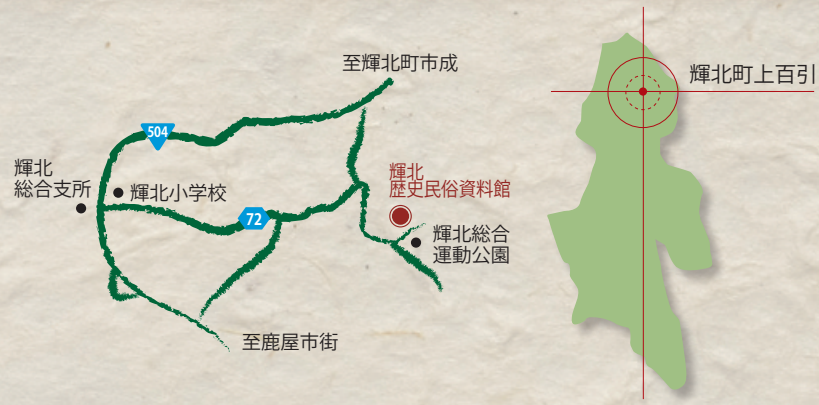 至輝北町市成
輝北町上百引
504
輝北
総合支所
輝北小学校
輝北
歴史民俗資料館
72
輝北総合
運動公園
至鹿屋市街